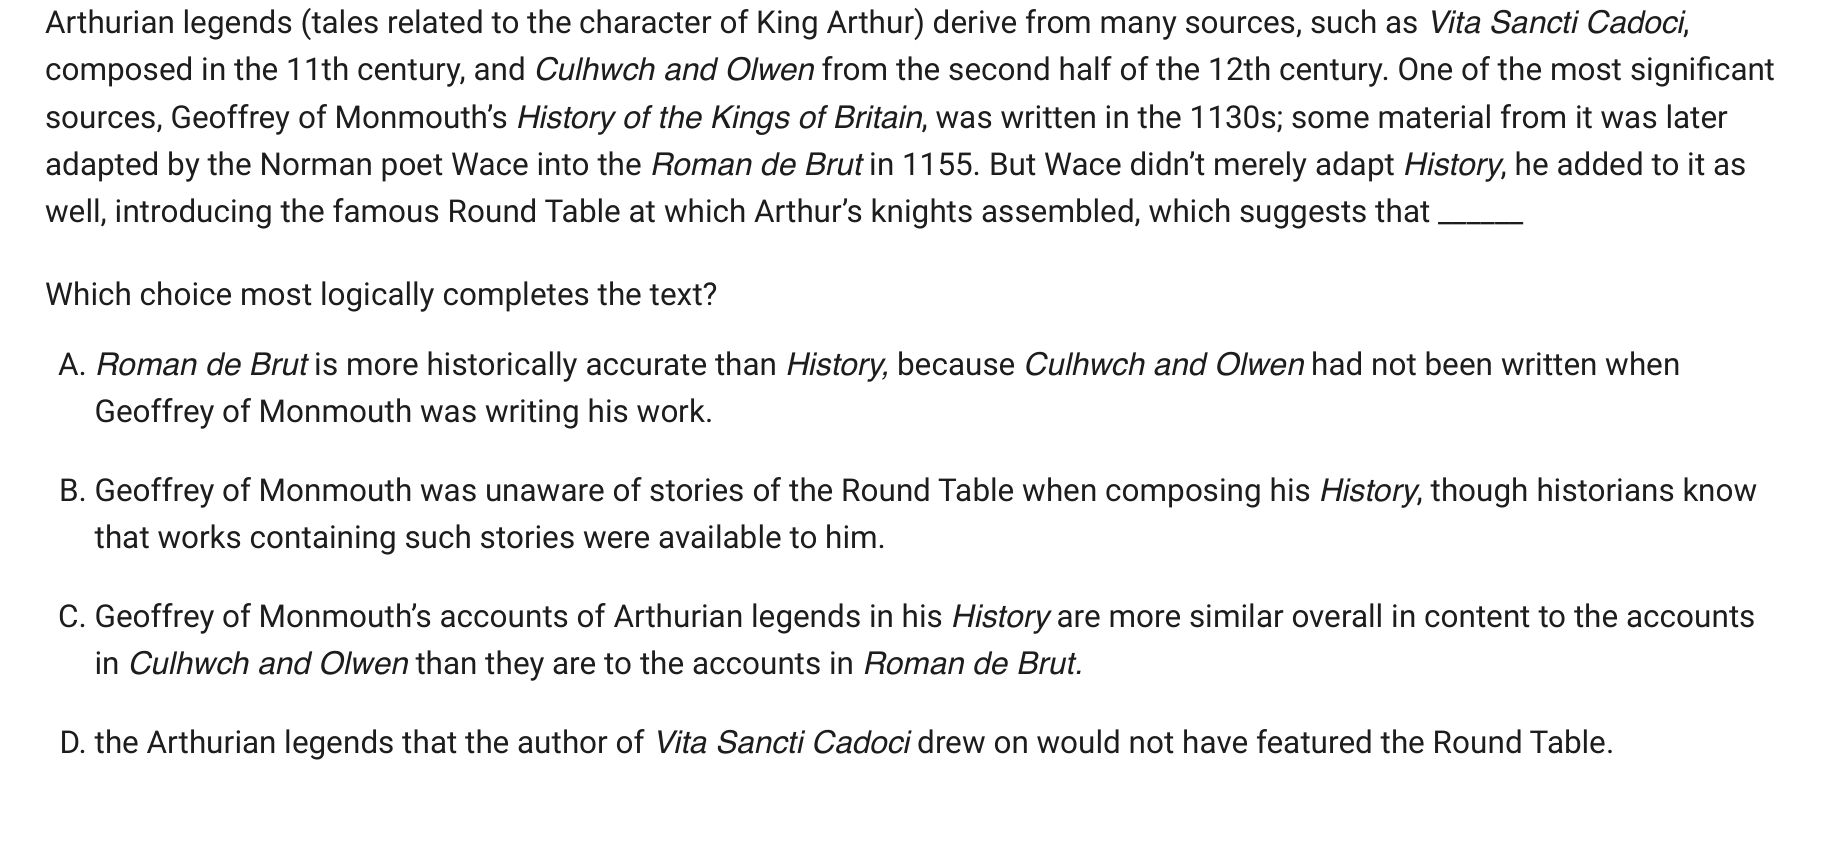 Arthurian legends (tales related to the character of King Arthur) derive from many sources, such as Vita Sancti Cadoci,
composed in the 11th century, and Culhwch and Olwen from the second half of the 12th century. One of the most significant
sources, Geoffrey of Monmouth’s History of the Kings of Britain, was written in the 1130s; some material from it was later
adapted by the Norman poet Wace into the Roman de Brut in 1155. But Wace didn’t merely adapt History, he added to it as
well, introducing the famous Round Table at which Arthur’s knights assembled, which suggests that ______
Which choice most logically completes the text?
A. Roman de Brut is more historically accurate than History, because Culhwch and Olwen had not been written when
Geoffrey of Monmouth was writing his work.
B. Geoffrey of Monmouth was unaware of stories of the Round Table when composing his History, though historians know
that works containing such stories were available to him.
C. Geoffrey of Monmouth’s accounts of Arthurian legends in his History are more similar overall in content to the accounts
in Culhwch and Olwen than they are to the accounts in Roman de Brut.
D. the Arthurian legends that the author of Vita Sancti Cadoci drew on would not have featured the Round Table.